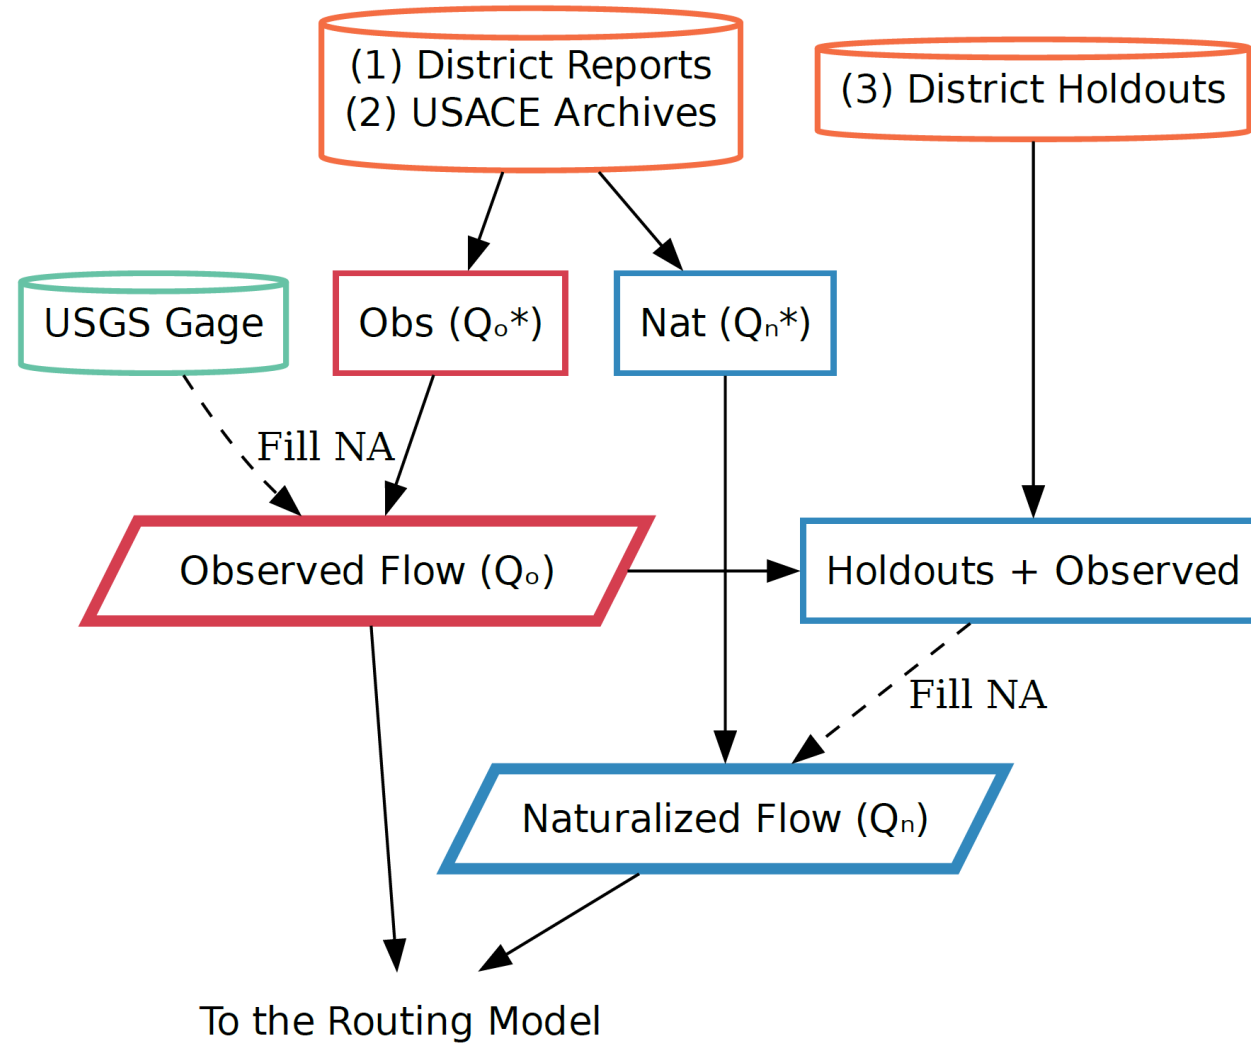 (1) District Reports
(2) USACE Archives
(3) District Holdouts
USGS Gage
Obs (Qₒ*)
Nat (Qₙ*)
Fill NA
Observed Flow (Qₒ)
Holdouts + Observed
Fill NA
Naturalized Flow (Qₙ)
To the Routing Model